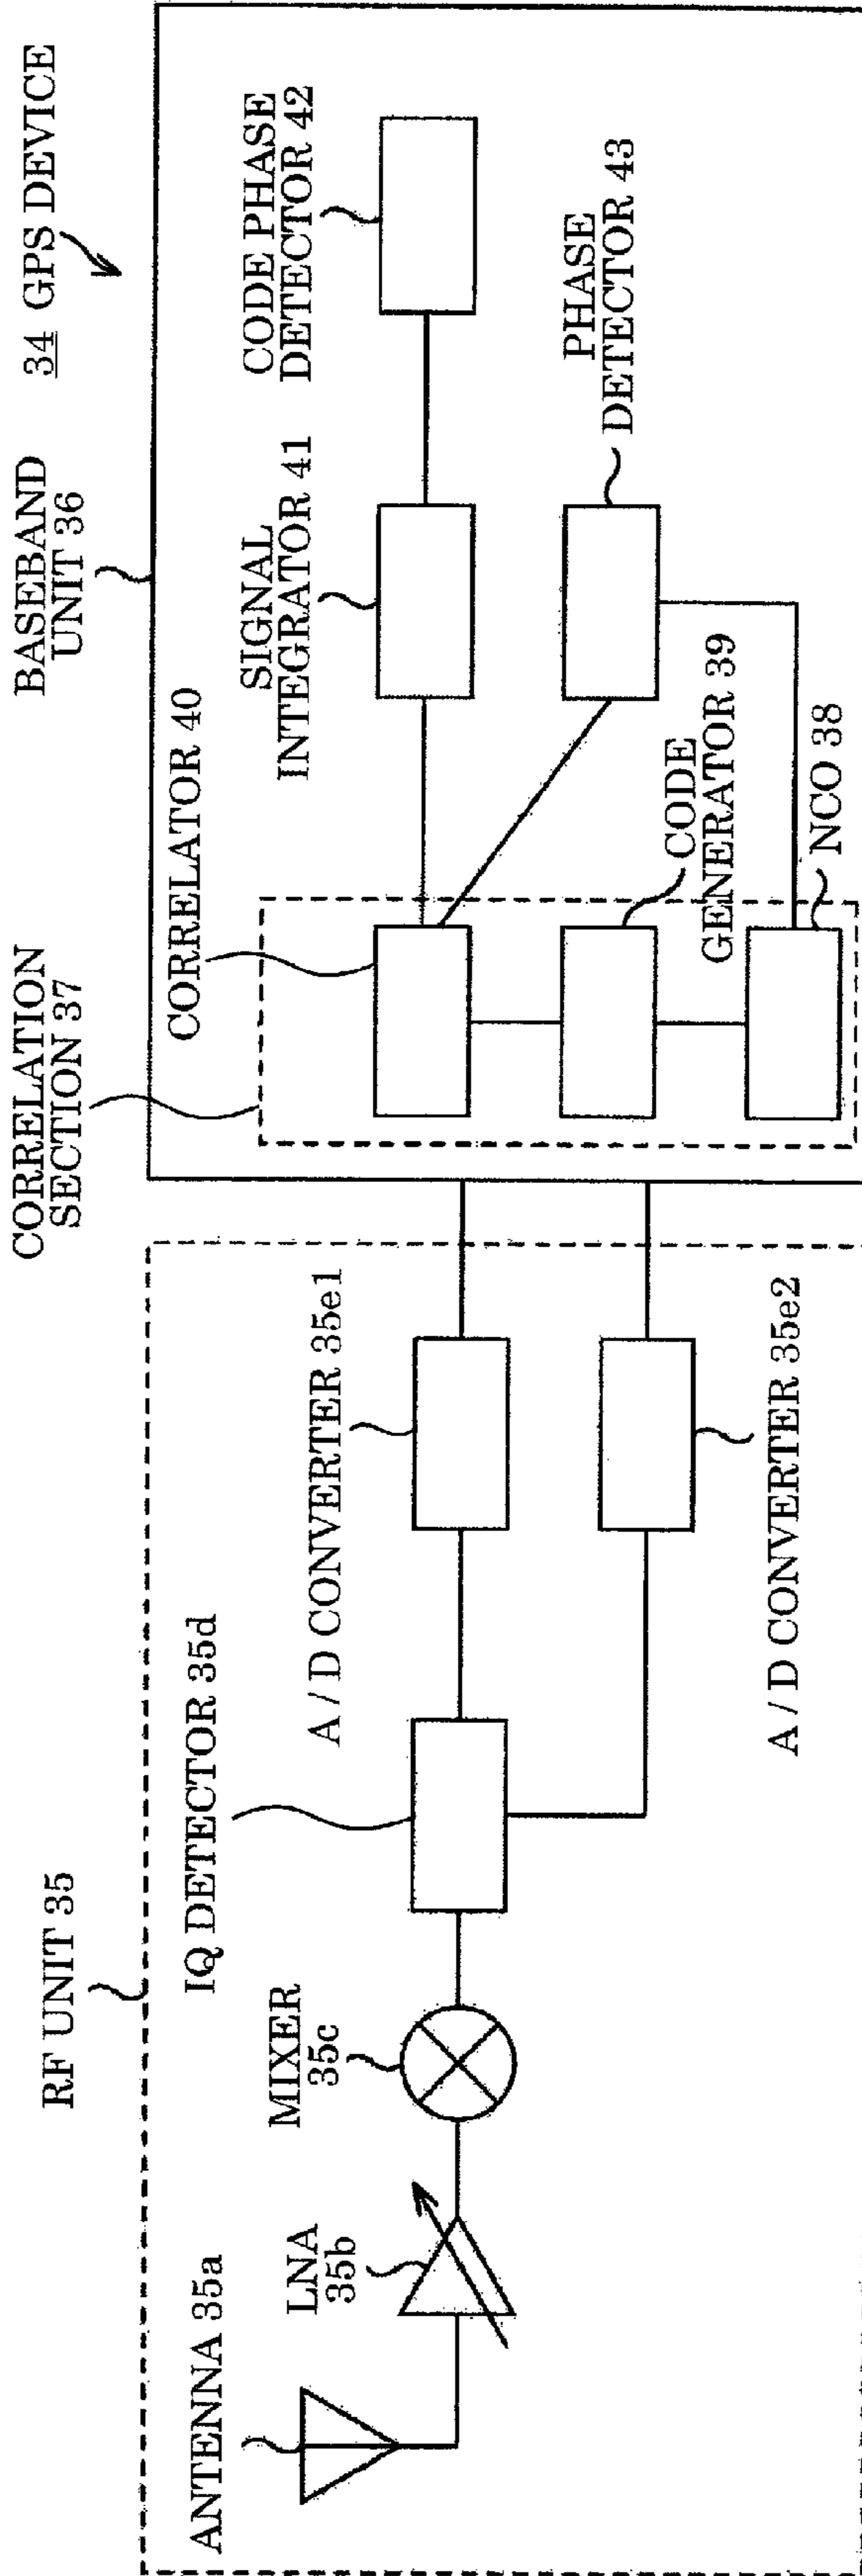 34 GPS DEVICE
RF UNIT 35
ANTENNA 35a
LNA
35b
MIXER
35c
IQ DETECTOR 35d
A / D CONVERTER 35e1
A / D CONVERTER 35e2
BASEBAND
UNIT 36
CORRELATION
SECTION 37
CORRELATOR 40
CODE
GENERATOR 39
NCO 38
SIGNAL
INTEGRATOR 41
CODE PHASE
DETECTOR 42
PHASE
DETECTOR 43